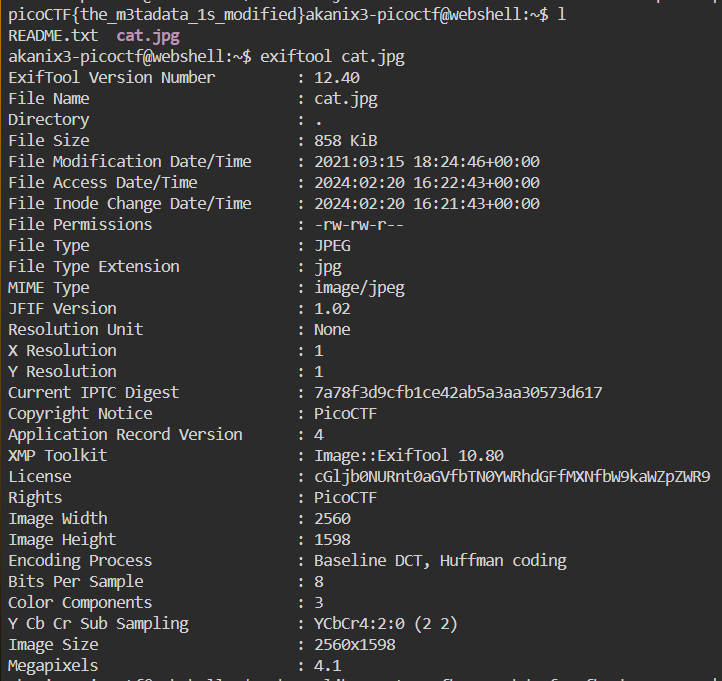 picoCTF{the_m3tadata_1s_modified}akanix3-picoctf@webshell:~$ l
README.txt  cat.jpg
akanix3-picoctf@webshell:~$ exiftool cat.jpg
ExifTool Version Number         : 12.40
File Name                       : cat.jpg
Directory                       : .
File Size                       : 858 KiB
File Modification Date/Time     : 2021:03:15 18:24:46+00:00
File Access Date/Time           : 2024:02:20 16:22:43+00:00
File Inode Change Date/Time     : 2024:02:20 16:21:43+00:00
File Permissions                : -rw-rw-r--
File Type                       : JPEG
File Type Extension             : jpg
MIME Type                       : image/jpeg
JFIF Version                    : 1.02
Resolution Unit                 : None
X Resolution                    : 1
Y Resolution                    : 1
Current IPTC Digest             : 7a78f3d9cfb1ce42ab5a3aa30573d617
Copyright Notice                : PicoCTF
Application Record Version      : 4
XMP Toolkit                     : Image::ExifTool 10.80
License                         : cGljb0NURnt0aGVfbTN0YWRhdGFfMXNfbW9kaWZpZWR9
Rights                          : PicoCTF
Image Width                     : 2560
Image Height                    : 1598
Encoding Process                : Baseline DCT, Huffman coding
Bits Per Sample                 : 8
Color Components                : 3
Y Cb Cr Sub Sampling            : YCbCr4:2:0 (2 2)
Image Size                      : 2560x1598
Megapixels                      : 4.1